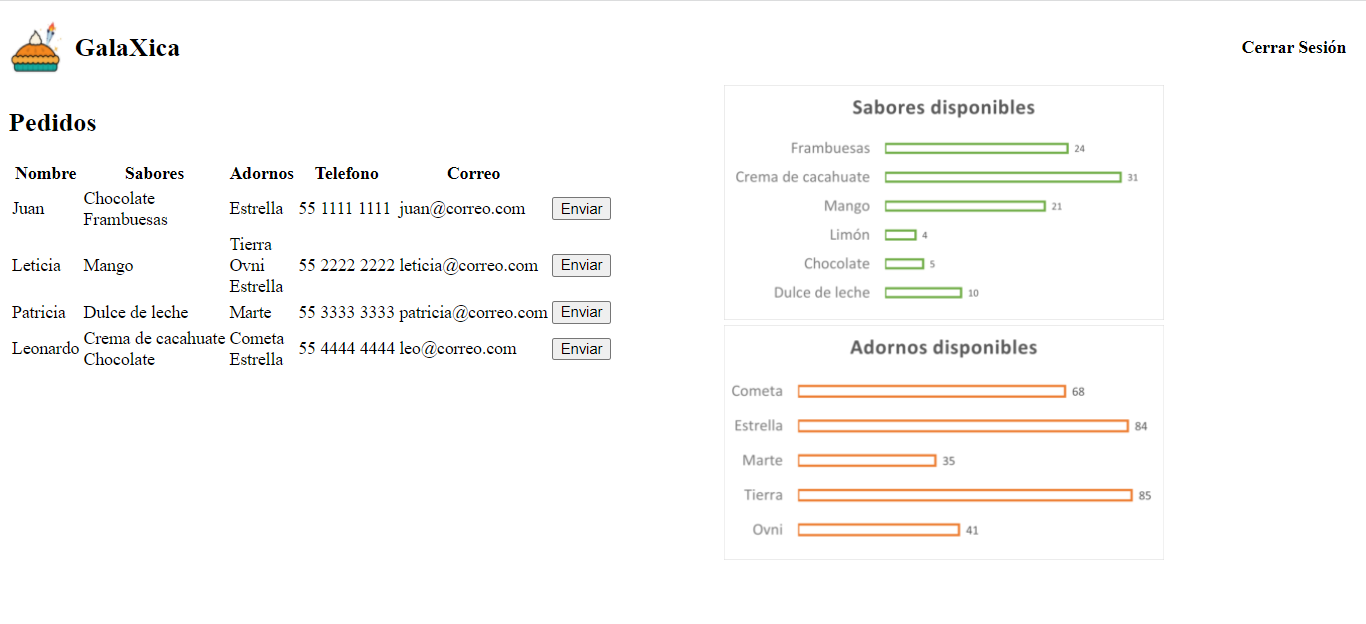 GalaXica
Cerrar Sesión
Pedidos
Nombre Sabores Adornos Telefono Correo
Juan Chocolate Frambuesas Estrella 55 1111 1111 juan@correo.com Enviar
Leticia Mango Tierra Ovni Estrella 55 2222 2222 leticia@correo.com Enviar
Patricia Dulce de leche Marte 55 3333 3333 patricia@correo.com Enviar
Leonardo Crema de cacahuate Chocolate Cometa Estrella 55 4444 4444 leo@correo.com Enviar
Sabores disponibles
Frambuesas 24
Crema de cacahuate 31
Mango 21
Limón 4
Chocolate 5
Dulce de leche 10
Adornos disponibles
Cometa 68
Estrella 84
Marte 35
Tierra 85
Ovni 41